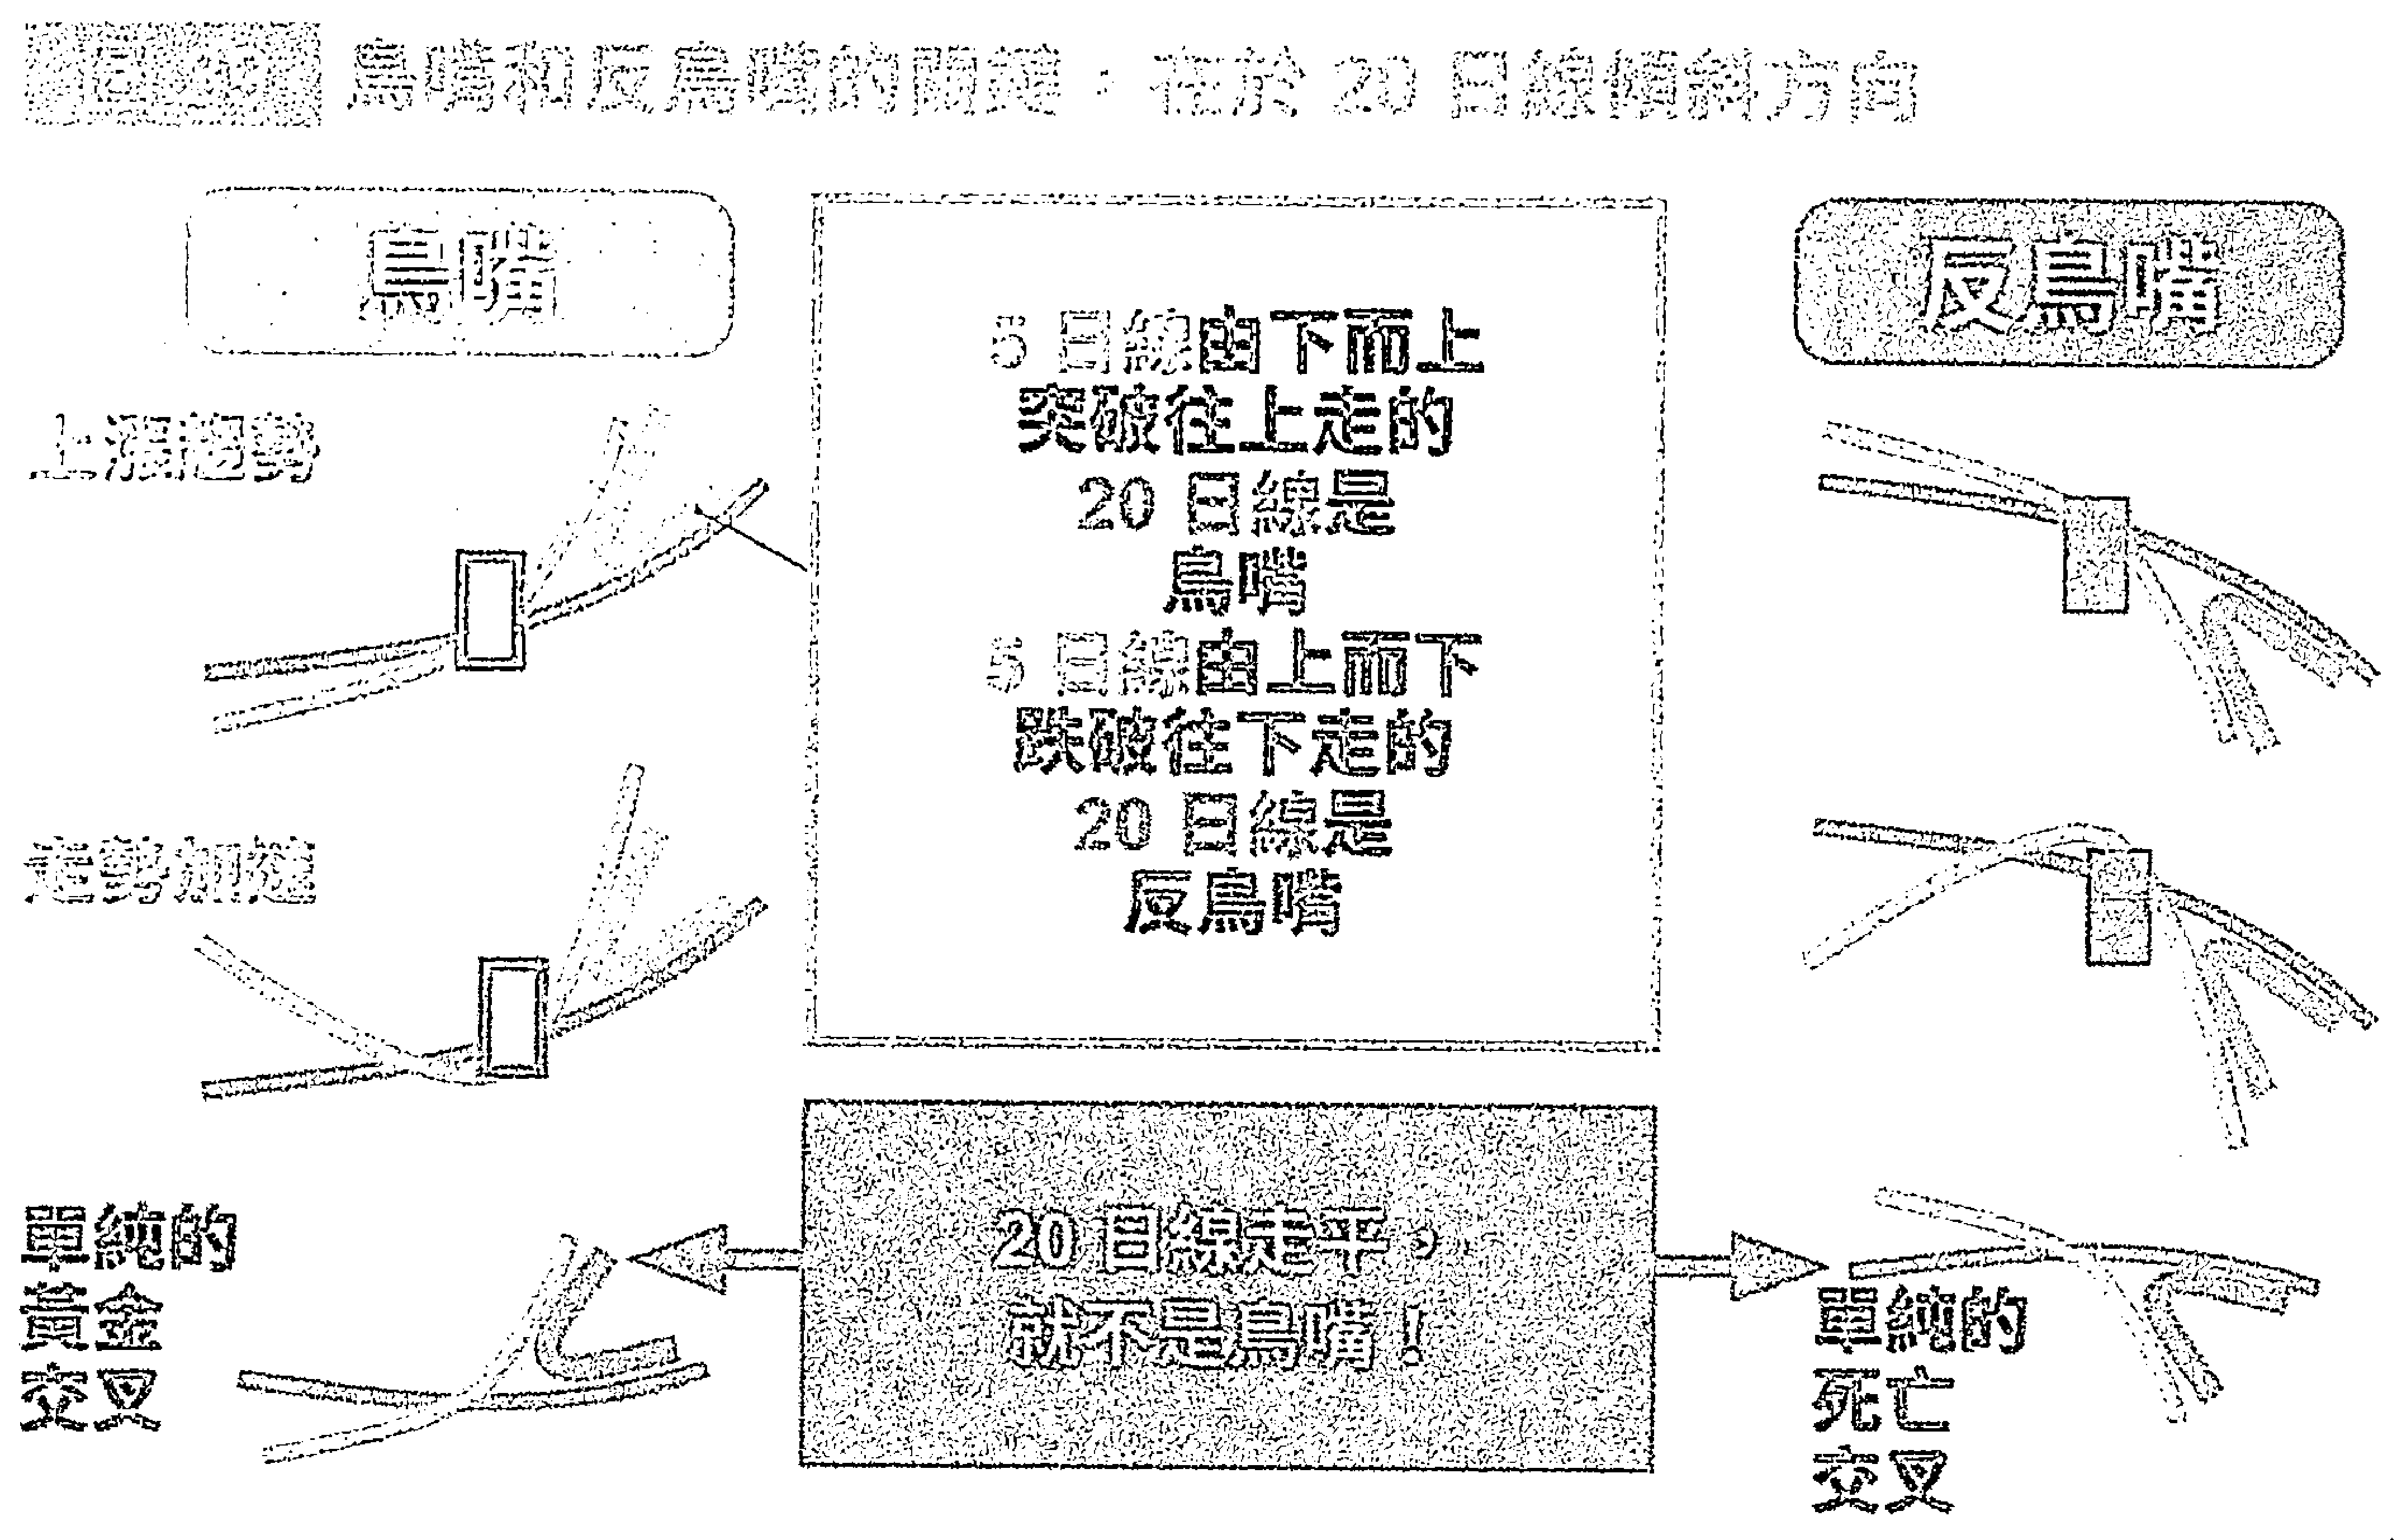 鳥嘴和反鳥嘴的關鍵，在於 20 日線傾斜方向
鳥嘴
反鳥嘴
上漲趨勢
5 日線由下而上
突破往上走的
20 日線是
鳥嘴
5 日線由上而下
跌破往下走的
20 日線是
反鳥嘴
走勢加速
20 日線走平，
就不是鳥嘴！
單純的
黃金
交叉
單純的
死亡
交叉